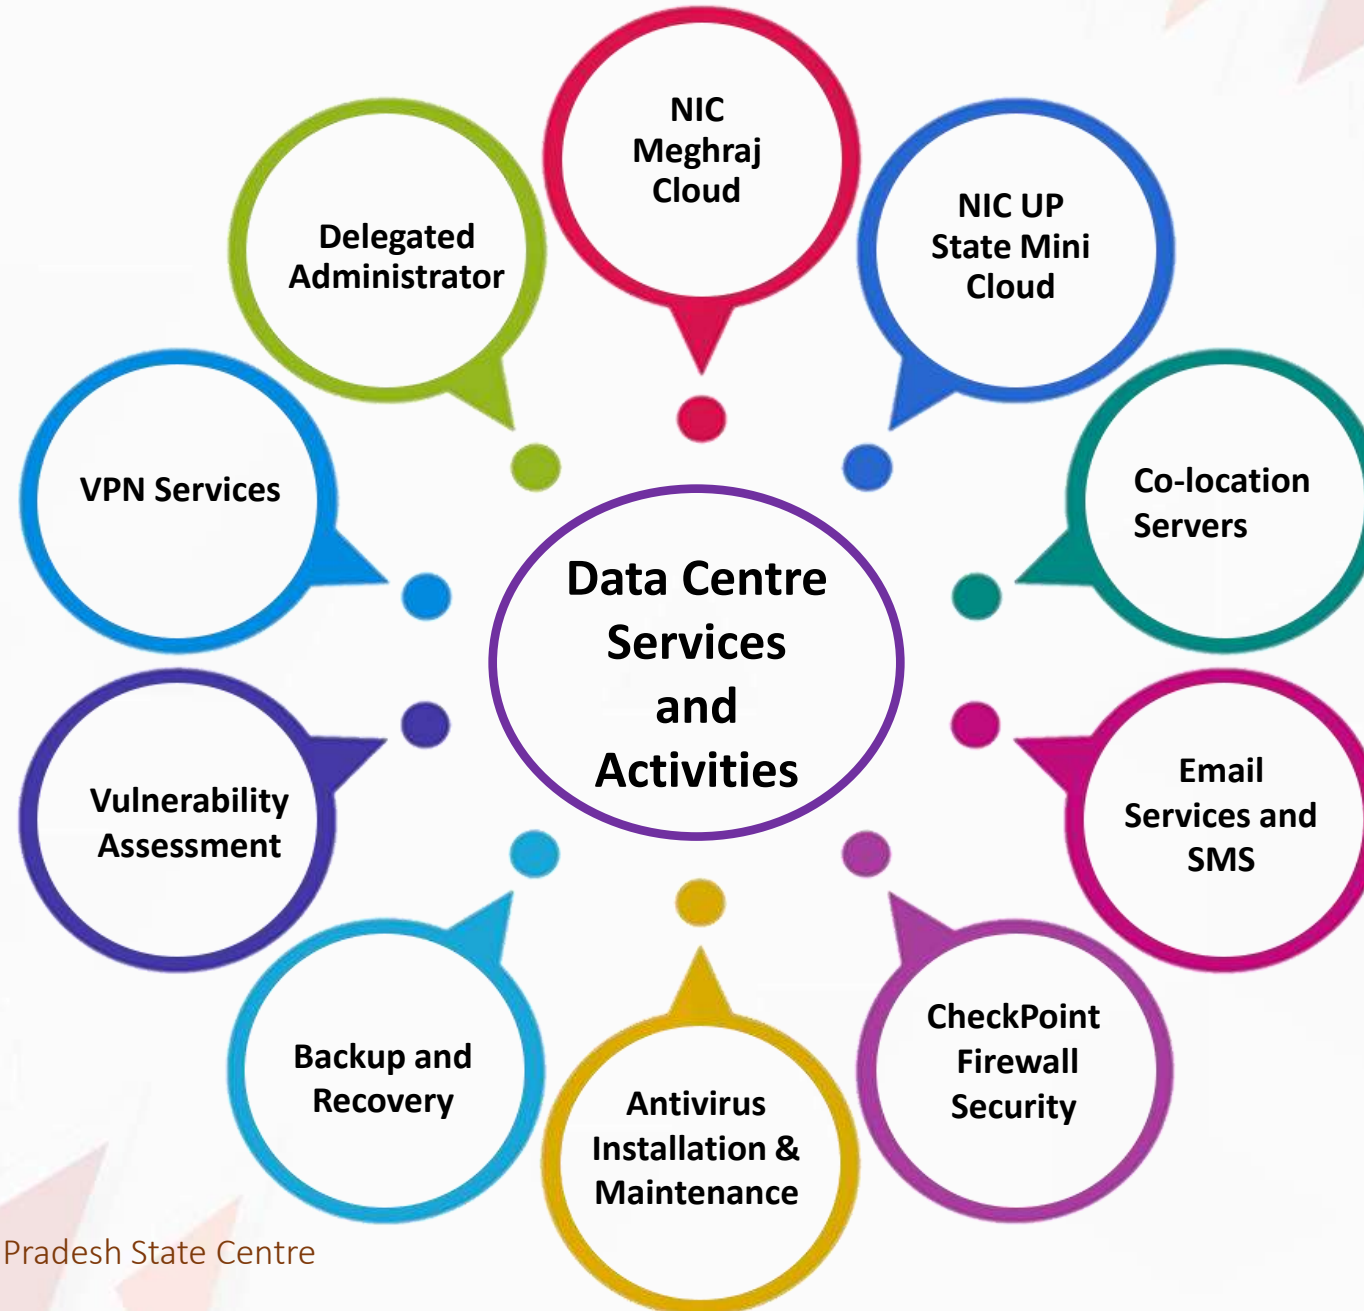 NIC
Meghraj
Cloud
NIC UP
State Mini
Cloud
Delegated
Administrator
VPN Services
Co-location
Servers
Data Centre
Services
and
Activities
Vulnerability
Assessment
Email
Services and
SMS
Backup and
Recovery
CheckPoint
Firewall
Security
Antivirus
Installation &
Maintenance
Pradesh State Centre